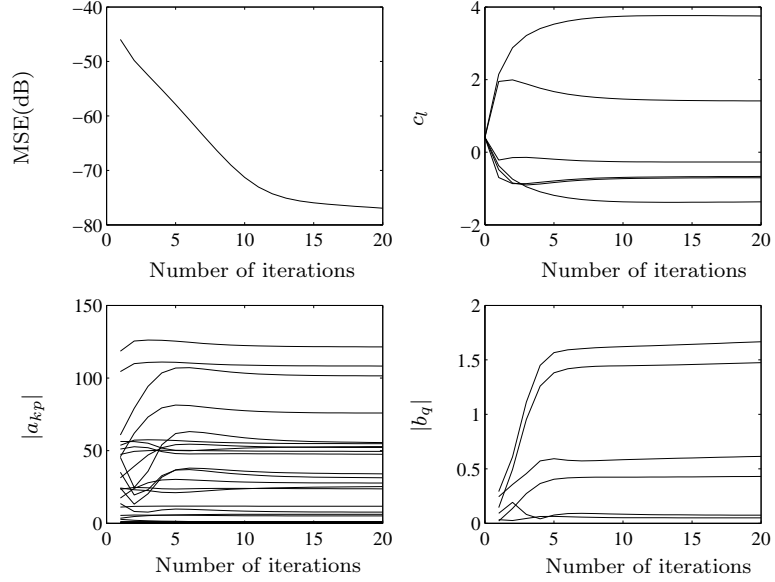 −40
−50
−60
−70
−80
0 5 10 15 20
MSE(dB)
Number of iterations
4
2
0
−2
0 5 10 15 20
c_l
Number of iterations
150
100
50
0
0 5 10 15 20
|a_{kp}|
Number of iterations
2
1.5
1
0.5
0
0 5 10 15 20
|b_q|
Number of iterations